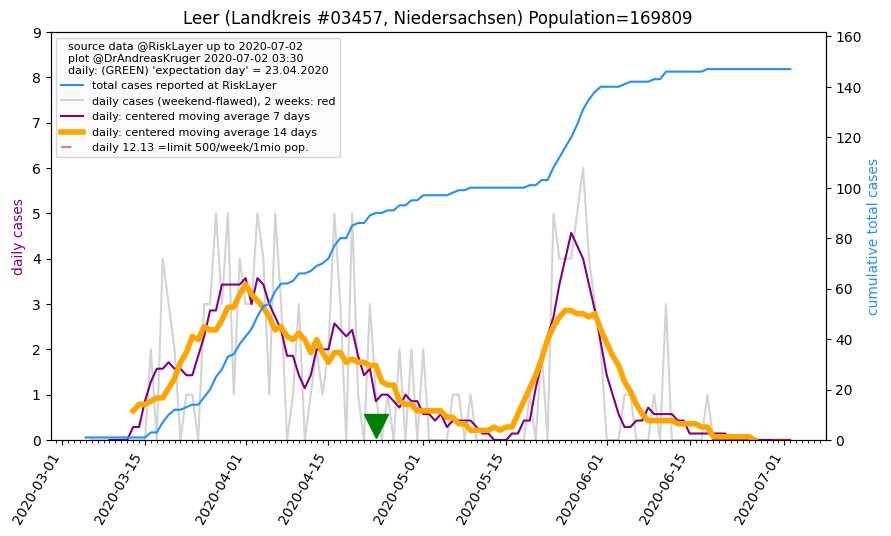 Leer (Landkreis #03457, Niedersachsen) Population=169809
source data @RiskLayer up to 2020-07-02
plot @DrAndreasKruger 2020-07-02 03:30
daily: (GREEN) 'expectation day' = 23.04.2020
total cases reported at RiskLayer
daily cases (weekend-flawed), 2 weeks: red
daily: centered moving average 7 days
daily: centered moving average 14 days
daily 12.13 =limit 500/week/1mio pop.
daily cases
9
8
7
6
5
4
3
2
1
0
cumulative total cases
160
140
120
100
80
60
40
20
0
2020-03-01
2020-03-15
2020-04-01
2020-04-15
2020-05-01
2020-05-15
2020-06-01
2020-06-15
2020-07-01